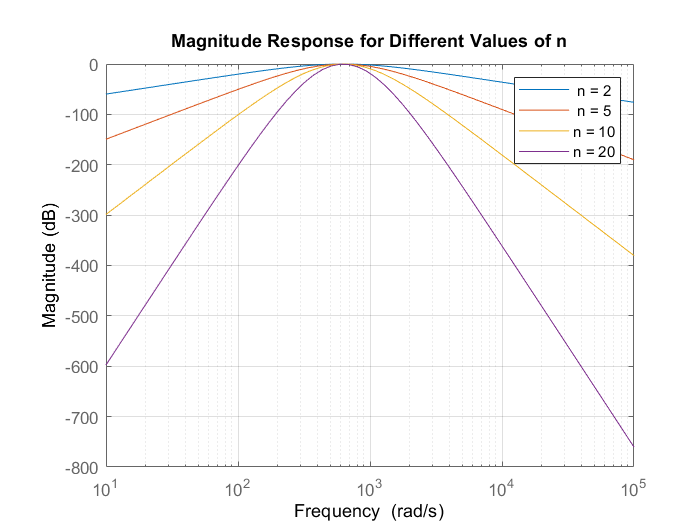 Magnitude Response for Different Values of n
0
-100
-200
-300
-400
-500
-600
-700
-800
Magnitude (dB)
n = 2
n = 5
n = 10
n = 20
10^1 10^2 10^3 10^4 10^5
Frequency (rad/s)